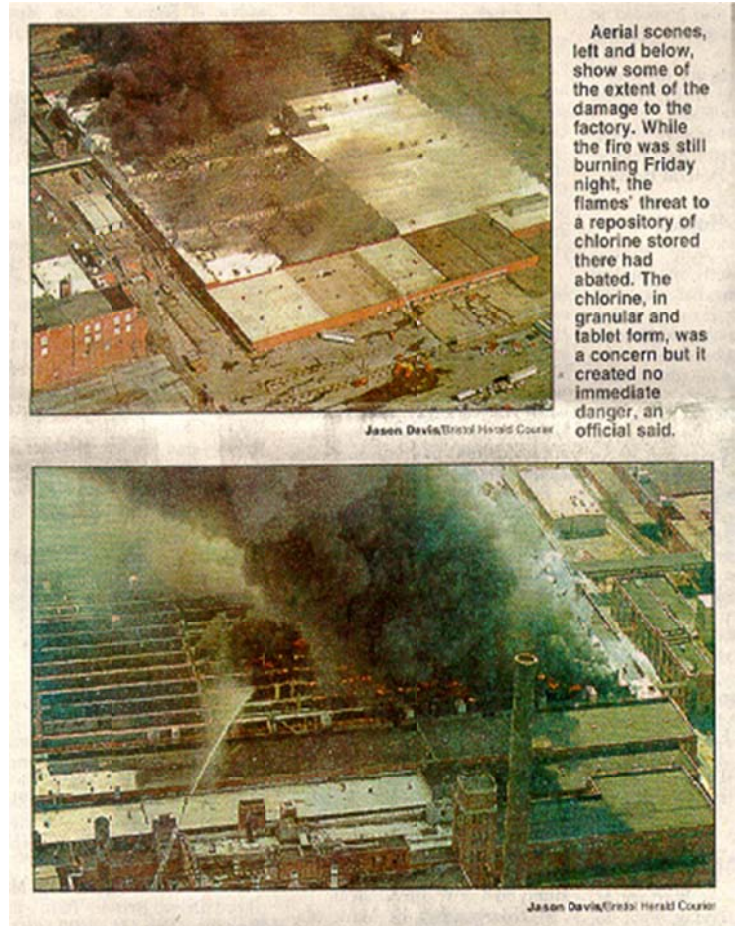 Aerial scenes,
left and below,
show some of
the extent of the
damage to the
factory. While
the fire was still
burning Friday
night, the
flames' threat to
a repository of
chlorine stored
there had
abated. The
chlorine, in
granular and
tablet form, was
a concern but it
created no
immediate
danger, an
official said.
Jason Davis/Bristol Herald Courier
Jason Davis/Bristol Herald Courier